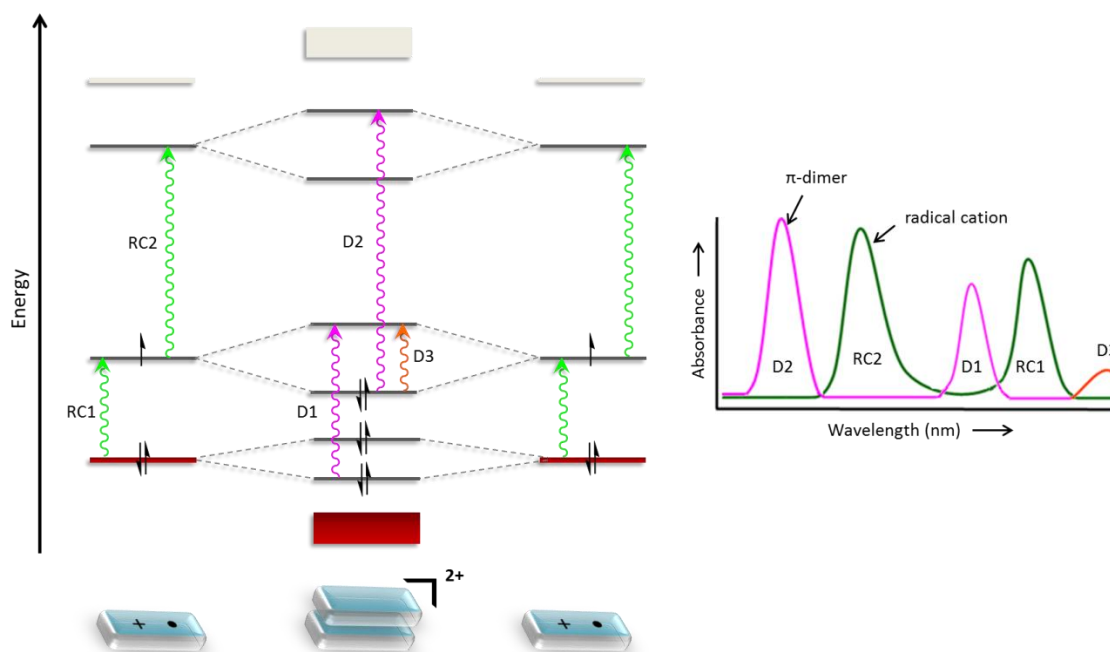 Energy
RC1
RC2
D1
D2
D3
2+
+
+
π-dimer
radical cation
Absorbance
D2
RC2
D1
RC1
Wavelength (nm)